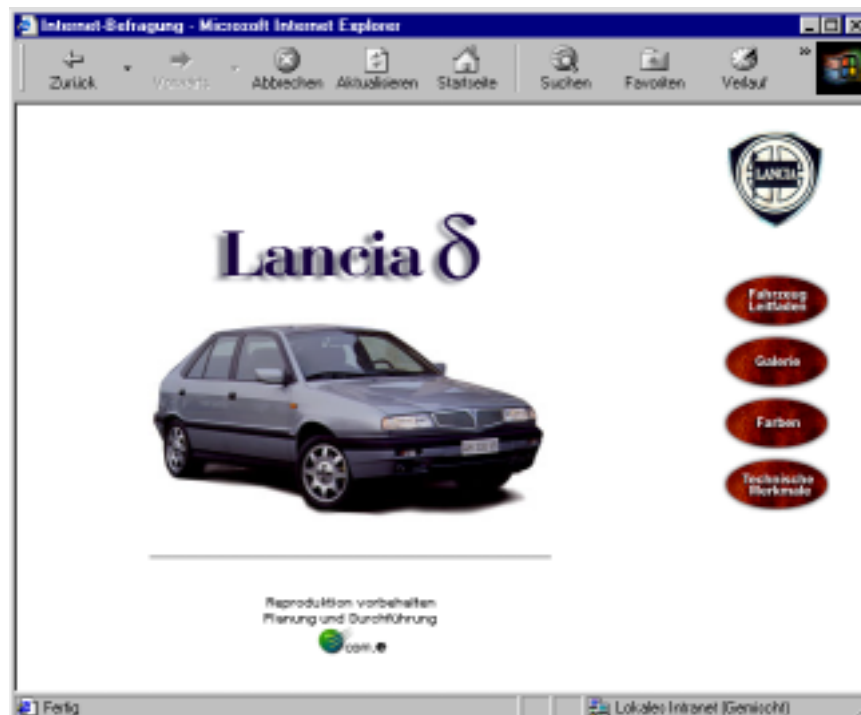 Internet-Befragung - Microsoft Internet Explorer
Zurück
Vorwärts
Abbrechen
Aktualisieren
Startseite
Suchen
Favoriten
Verlauf
»
LANCIA
Lancia δ
Fahrzeug
Leitfaden
Galerie
Farben
Technische
Merkmale
Reproduktion vorbehalten
Planung und Durchführung
com.e
Fertig
Lokales Intranet (Gemischt)